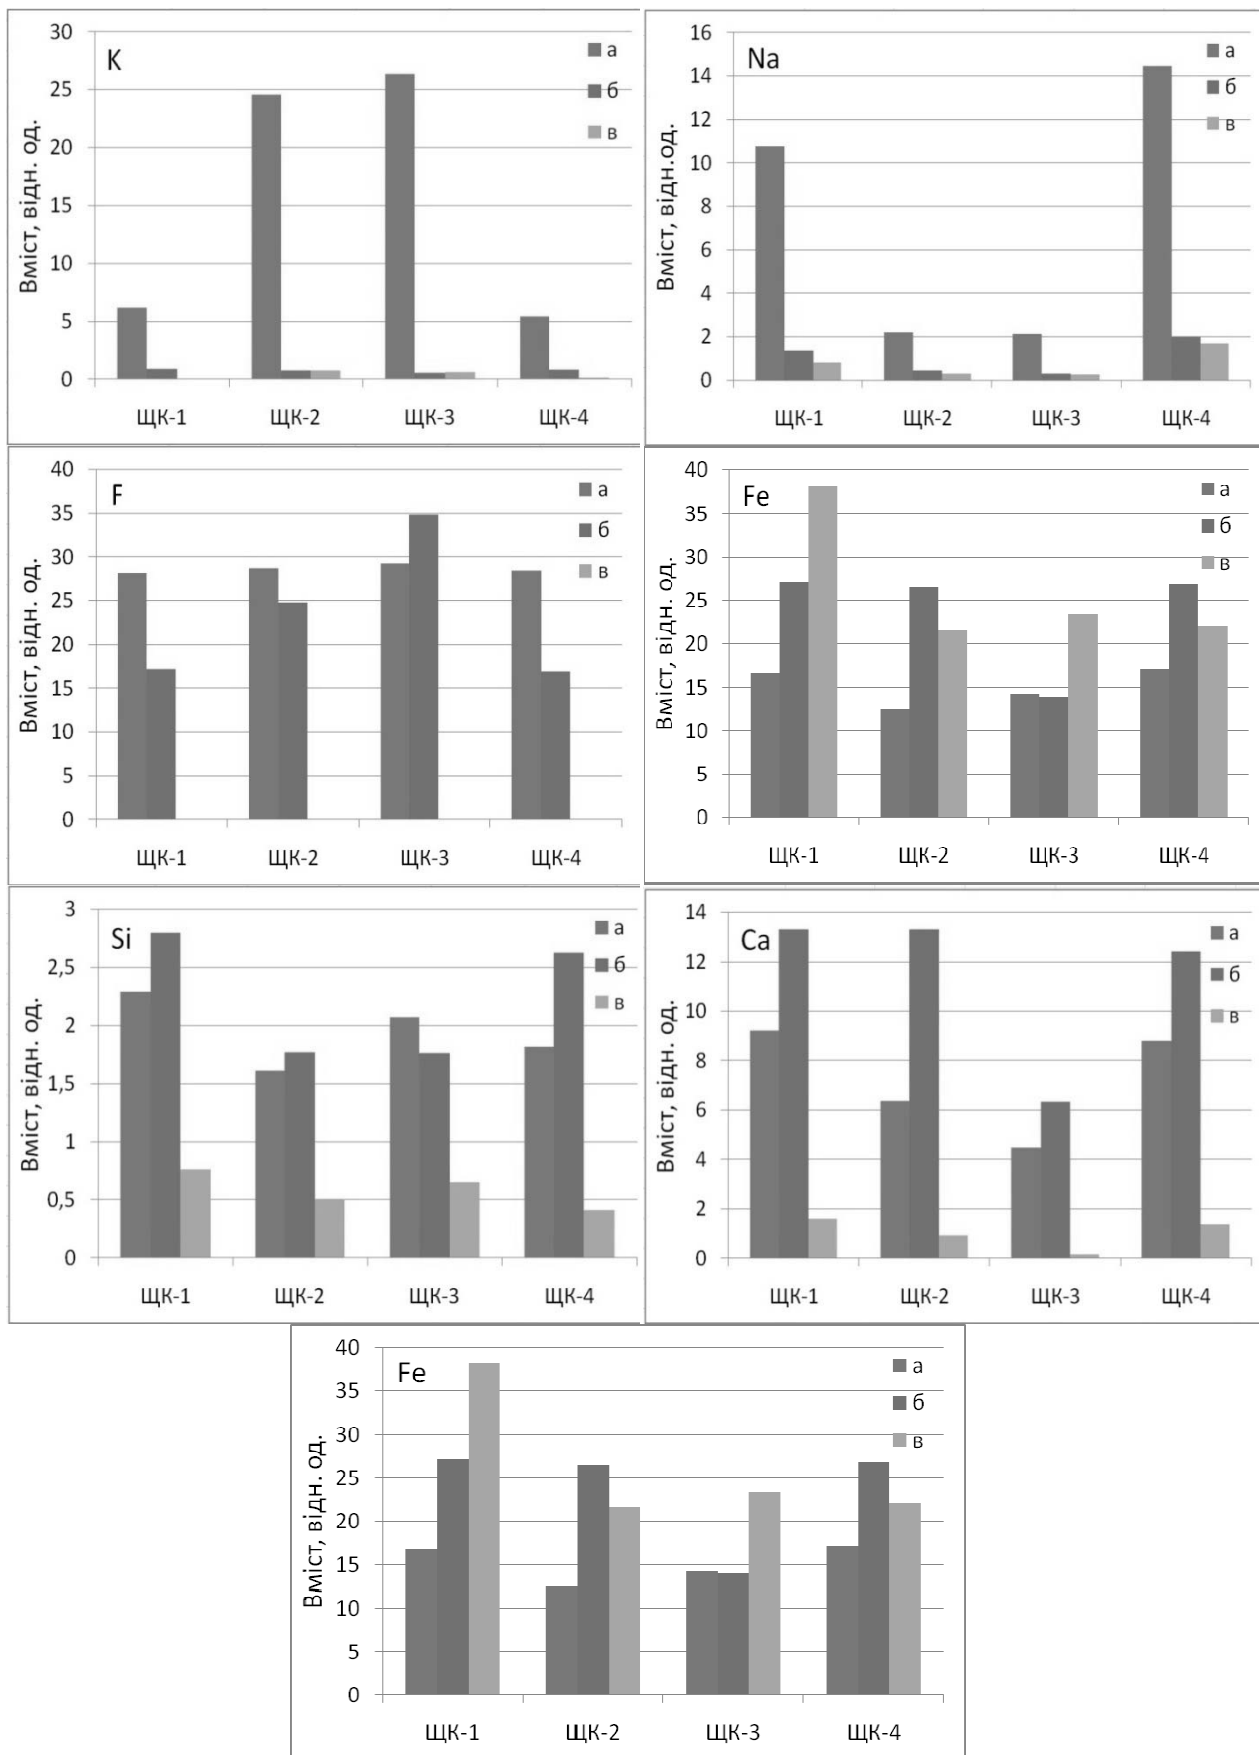 K
30
25
20
15
10
5
0
Вміст, відн. од.
а
б
в
ЩК-1 ЩК-2 ЩК-3 ЩК-4
Na
16
14
12
10
8
6
4
2
0
Вміст, відн.од.
а
б
в
ЩК-1 ЩК-2 ЩК-3 ЩК-4
F
40
35
30
25
20
15
10
5
0
Вміст, відн. од.
а
б
в
ЩК-1 ЩК-2 ЩК-3 ЩК-4
Fe
40
35
30
25
20
15
10
5
0
Вміст, відн. од.
а
б
в
ЩК-1 ЩК-2 ЩК-3 ЩК-4
Si
3
2,5
2
1,5
1
0,5
0
Вміст, відн. од.
а
б
в
ЩК-1 ЩК-2 ЩК-3 ЩК-4
Ca
14
12
10
8
6
4
2
0
Вміст, відн. од.
а
б
в
ЩК-1 ЩК-2 ЩК-3 ЩК-4
Fe
40
35
30
25
20
15
10
5
0
Вміст, відн. од.
а
б
в
ЩК-1 ЩК-2 ЩК-3 ЩК-4